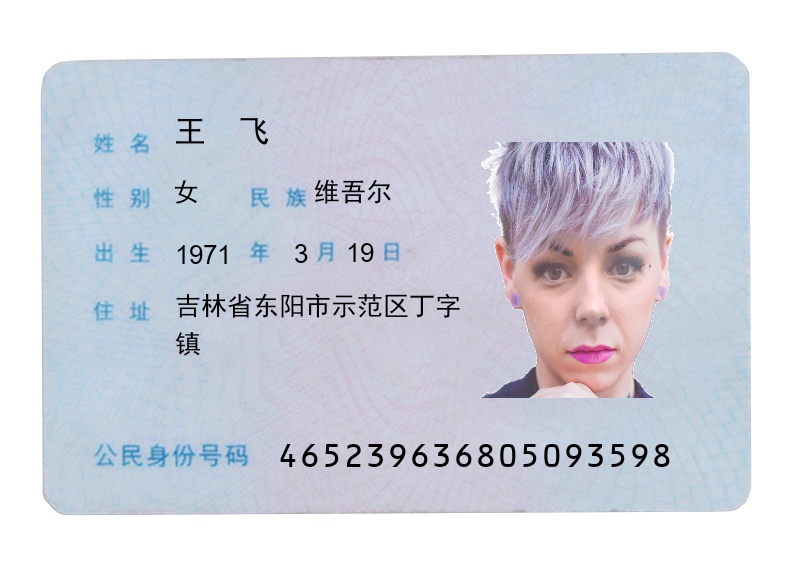 姓名 王 飞
性别 女 民族 维吾尔
出生 1971 年 3 月 19 日
住址 吉林省东阳市示范区丁字
镇
公民身份号码 465239636805093598